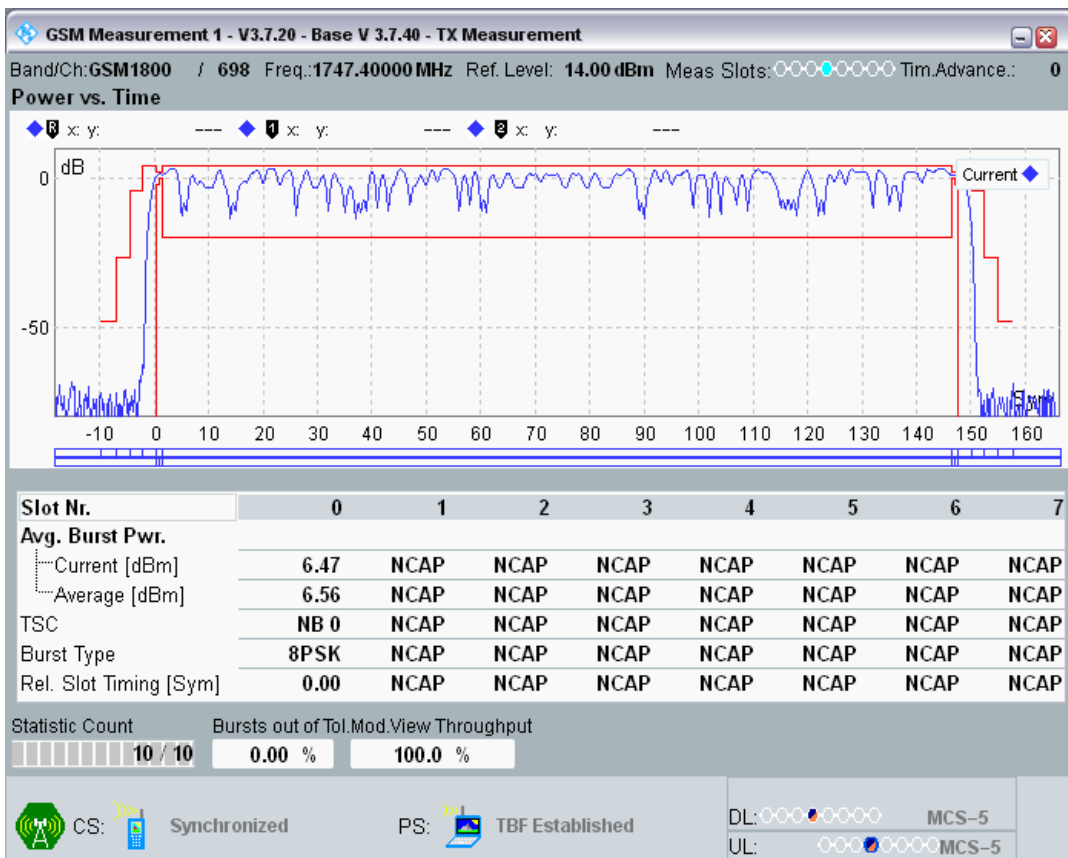 GSM Measurement 1 - V3.7.20 - Base V 3.7.40 - TX Measurement
Band/Ch:GSM1800 / 698 Freq.:1747.40000 MHz Ref. Level: 14.00 dBm Meas Slots: Tim.Advance.: 0
Power vs. Time
R x: y: --- 1 x: y: --- 2 x: y: ---
dB
Current
0
-50
Sym
-10 0 10 20 30 40 50 60 70 80 90 100 110 120 130 140 150 160
Slot Nr. 0 1 2 3 4 5 6 7
Avg. Burst Pwr.
Current [dBm] 6.47 NCAP NCAP NCAP NCAP NCAP NCAP NCAP
Average [dBm] 6.56 NCAP NCAP NCAP NCAP NCAP NCAP NCAP
TSC NB 0 NCAP NCAP NCAP NCAP NCAP NCAP NCAP
Burst Type 8PSK NCAP NCAP NCAP NCAP NCAP NCAP NCAP
Rel. Slot Timing [Sym] 0.00 NCAP NCAP NCAP NCAP NCAP NCAP NCAP
Statistic Count Bursts out of Tol.Mod.View Throughput
10 / 10 0.00 % 100.0 %
CS: Synchronized PS: TBF Established
DL: MCS-5
UL: MCS-5